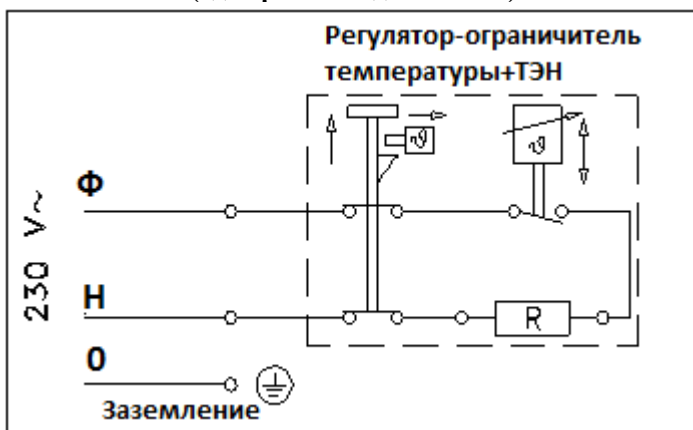 Регулятор-ограничитель
температуры+ТЭН
ϑ
ϑ
Ф
230 V~
Н
R
0
Заземление